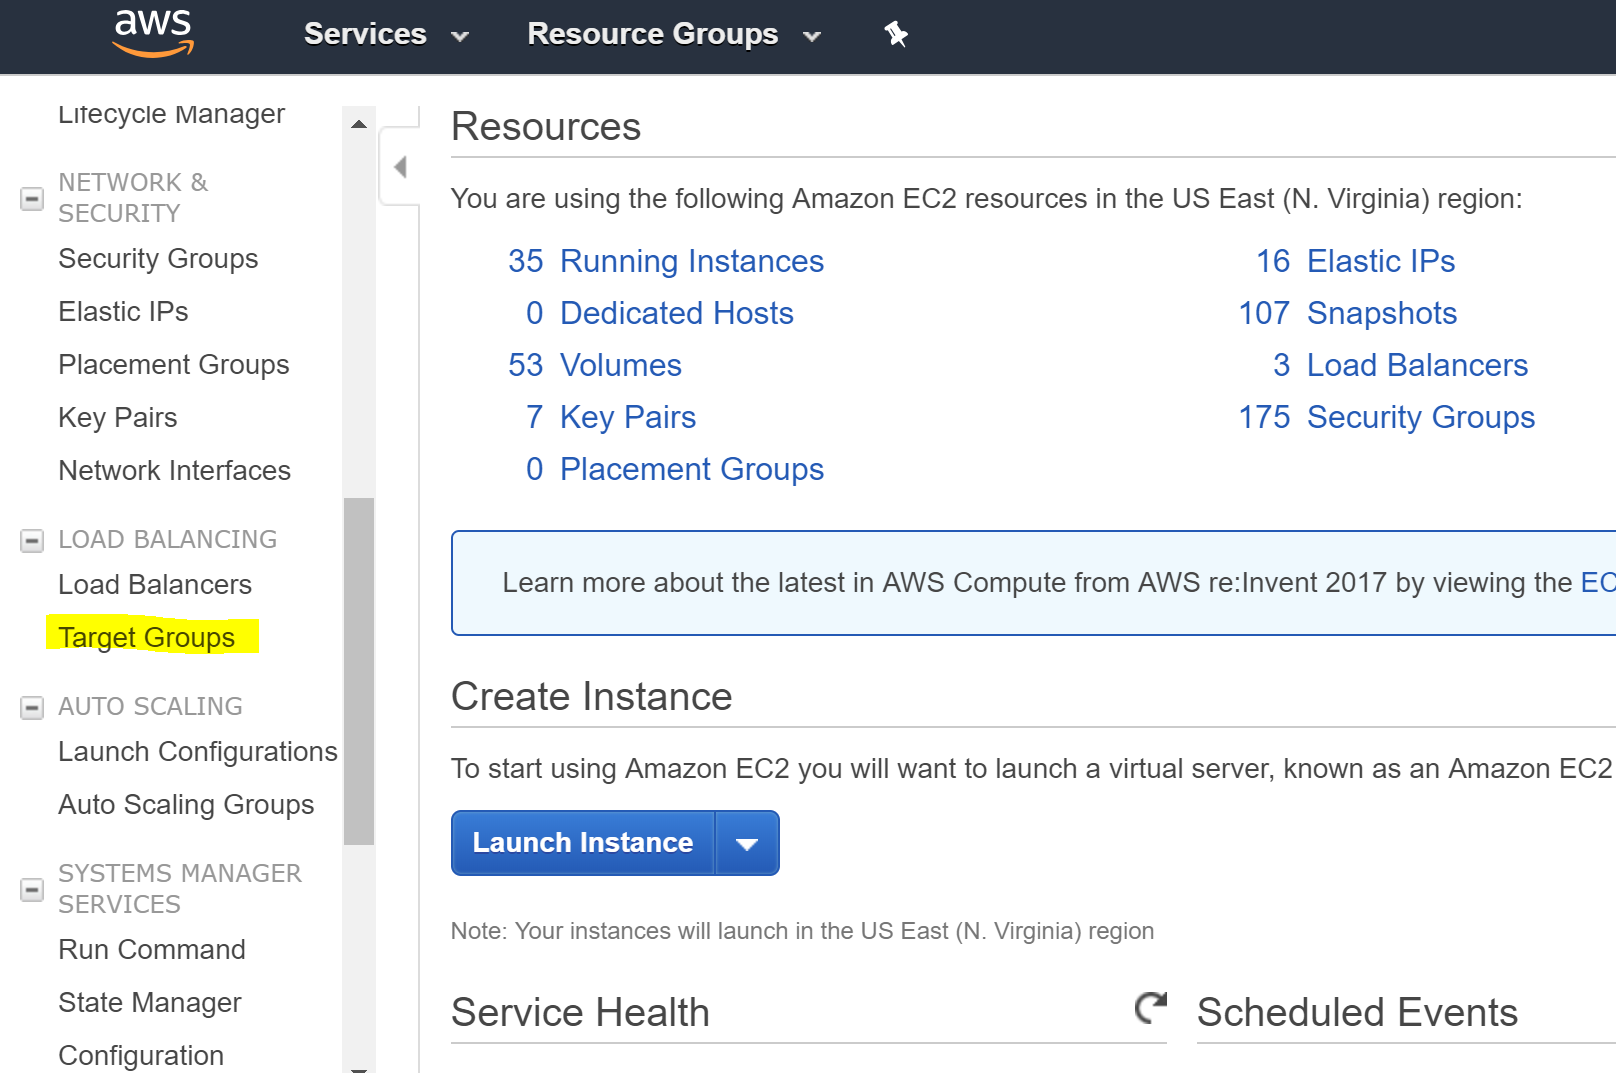 aws
Services
Resource Groups
Lifecycle Manager
NETWORK &
SECURITY
Security Groups
Elastic IPs
Placement Groups
Key Pairs
Network Interfaces
LOAD BALANCING
Load Balancers
Target Groups
AUTO SCALING
Launch Configurations
Auto Scaling Groups
SYSTEMS MANAGER
SERVICES
Run Command
State Manager
Configuration
Resources
You are using the following Amazon EC2 resources in the US East (N. Virginia) region:
35 Running Instances
0 Dedicated Hosts
53 Volumes
7 Key Pairs
0 Placement Groups
16 Elastic IPs
107 Snapshots
3 Load Balancers
175 Security Groups
Learn more about the latest in AWS Compute from AWS re:Invent 2017 by viewing the EC
Create Instance
To start using Amazon EC2 you will want to launch a virtual server, known as an Amazon EC2
Launch Instance
Note: Your instances will launch in the US East (N. Virginia) region
Service Health
Scheduled Events